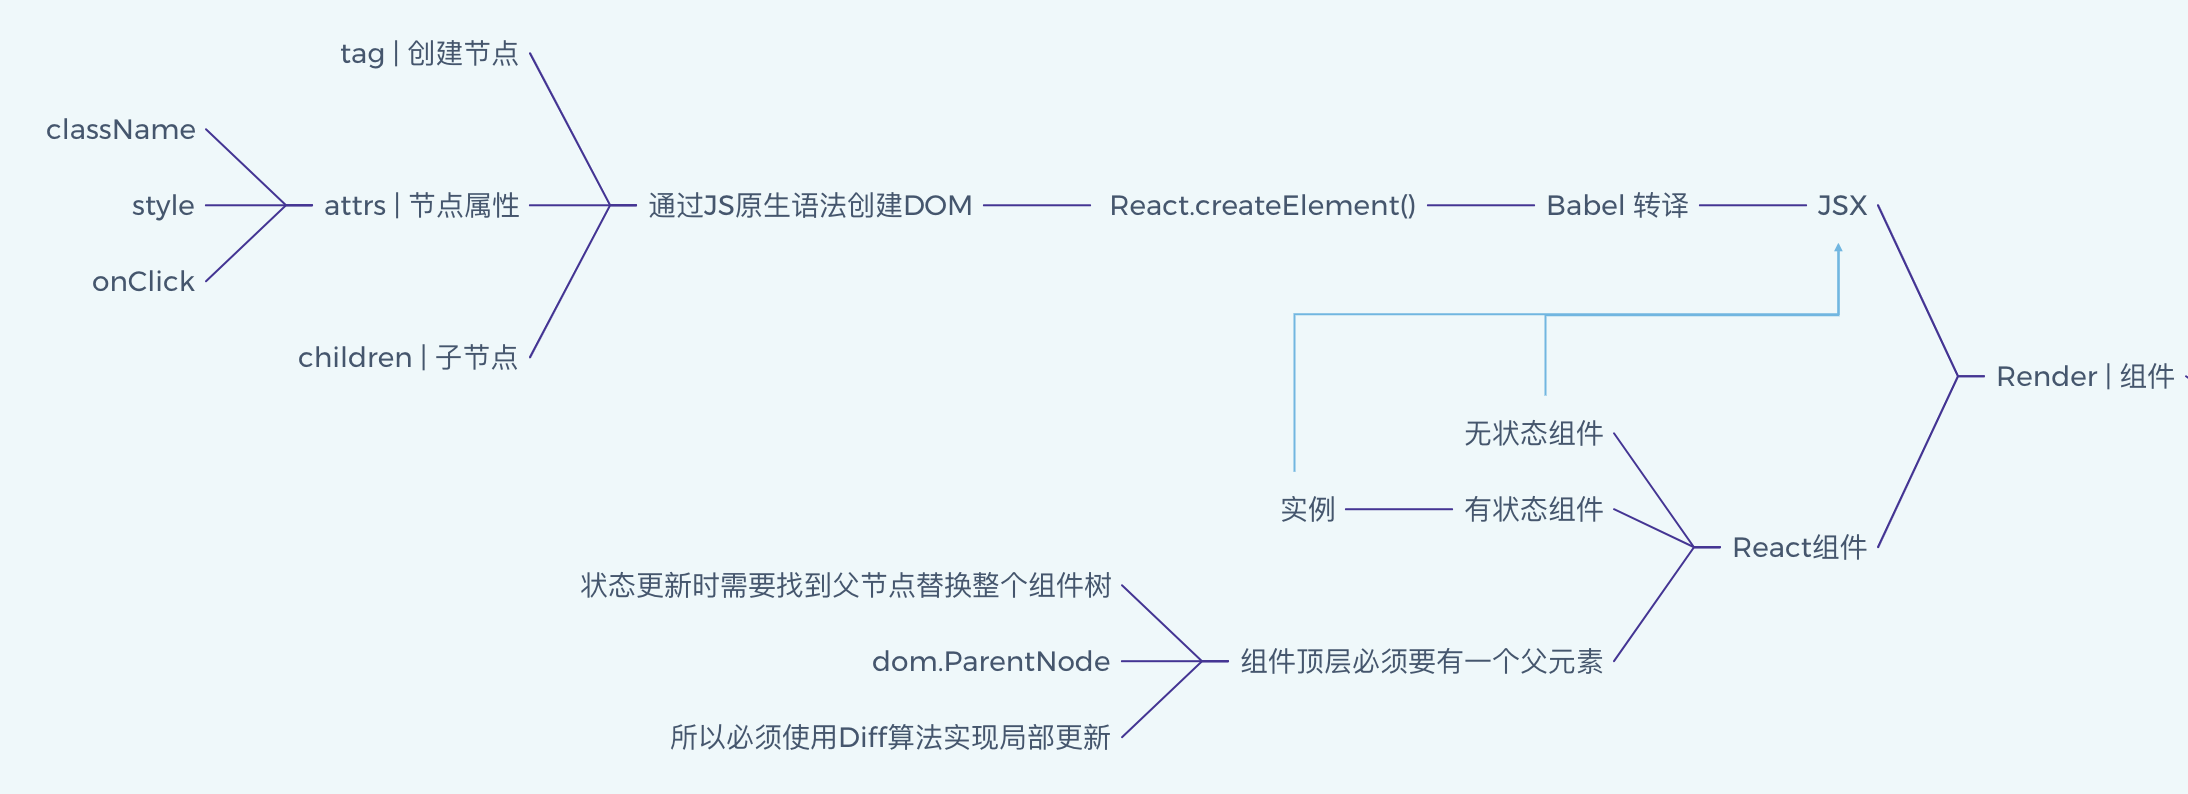 tag | 创建节点
className
style
attrs | 节点属性
通过JS原生语法创建DOM
React.createElement()
Babel 转译
JSX
onClick
children | 子节点
Render | 组件
无状态组件
实例
有状态组件
React组件
状态更新时需要找到父节点替换整个组件树
dom.ParentNode
组件顶层必须要有一个父元素
所以必须使用Diff算法实现局部更新